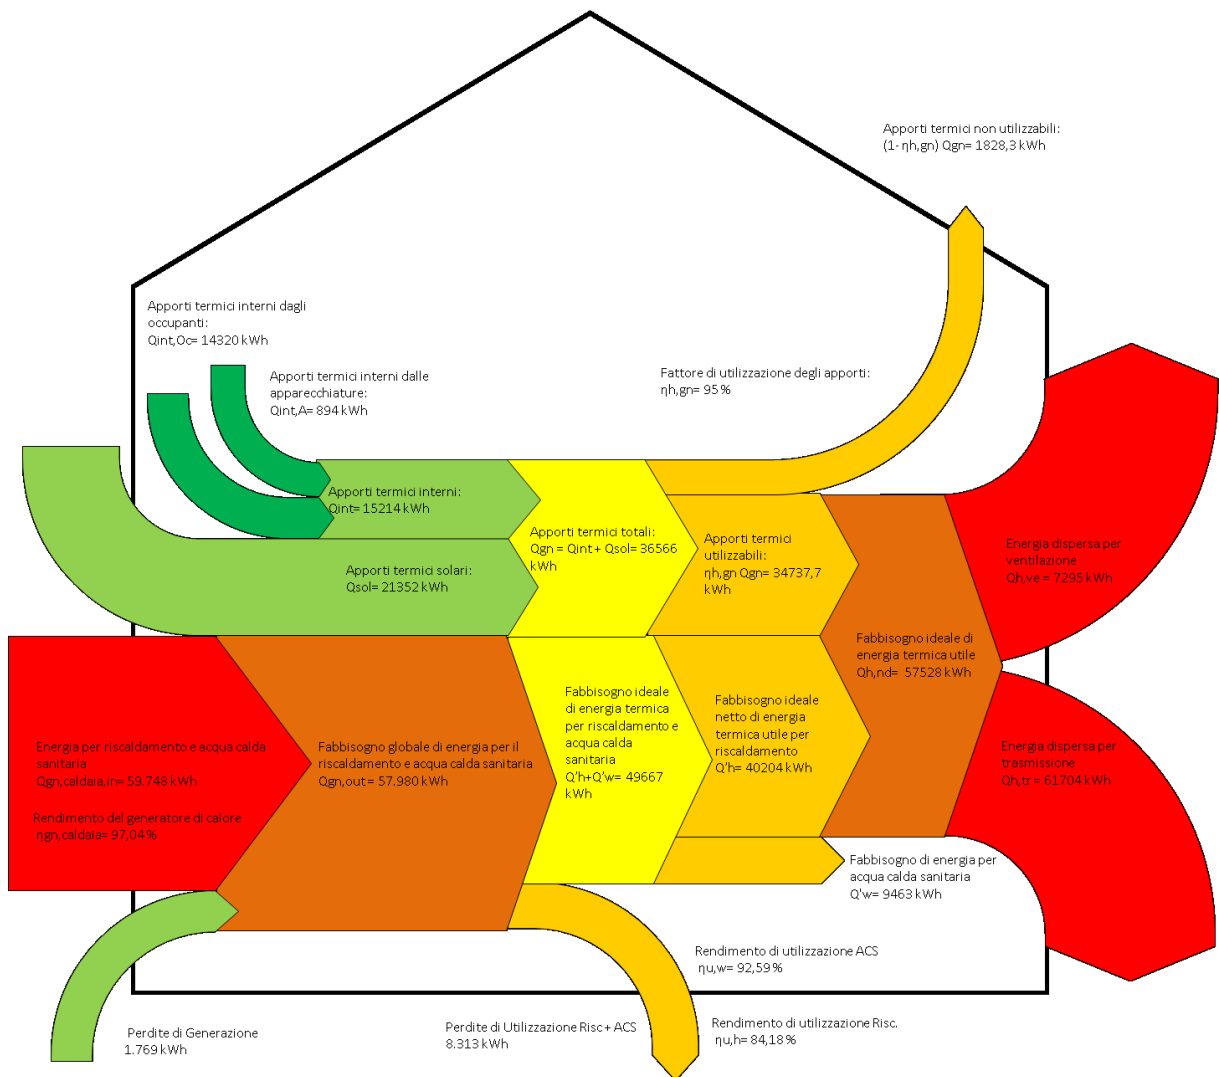 Apporti termici non utilizzabili:
(1- ηh,gn) Qgn= 1828,3 kWh
Apporti termici interni dagli
occupanti:
Qint,Oc= 14320 kWh
Apporti termici interni dalle
apparecchiature:
Qint,A= 894 kWh
Fattore di utilizzazione degli apporti:
ηh,gn= 95 %
Apporti termici interni:
Qint= 15214 kWh
Apporti termici totali:
Qgn = Qint + Qsol= 36566
kWh
Apporti termici
utilizzabili:
ηh,gn Qgn= 34737,7
kWh
Energia dispersa per
ventilazione
Qh,ve = 7295 kWh
Apporti termici solari:
Qsol= 21352 kWh
Fabbisogno ideale di
energia termica utile
Qh,nd=  57528 kWh
Energia per riscaldamento e acqua calda
sanitaria
Qgn,caldaia,in= 59.748 kWh
Rendimento del generatore di calore
ηgn,caldaia= 97,04 %
Fabbisogno globale di energia per il
riscaldamento e acqua calda sanitaria
Qgn,out = 57.980 kWh
Fabbisogno ideale
di energia termica
per riscaldamento e
acqua calda
sanitaria
Q'h+Q'w= 49667
kWh
Fabbisogno ideale
netto di energia
termica utile per
riscaldamento
Q'h= 40204 kWh
Energia dispersa per
trasmissione
Qh,tr = 61704 kWh
Fabbisogno di energia per
acqua calda sanitaria
Q'w= 9463 kWh
Rendimento di utilizzazione ACS
ηu,w= 92,59 %
Perdite di Generazione
1.769 kWh
Perdite di Utilizzazione Risc + ACS
8.313 kWh
Rendimento di utilizzazione Risc.
ηu,h= 84,18 %